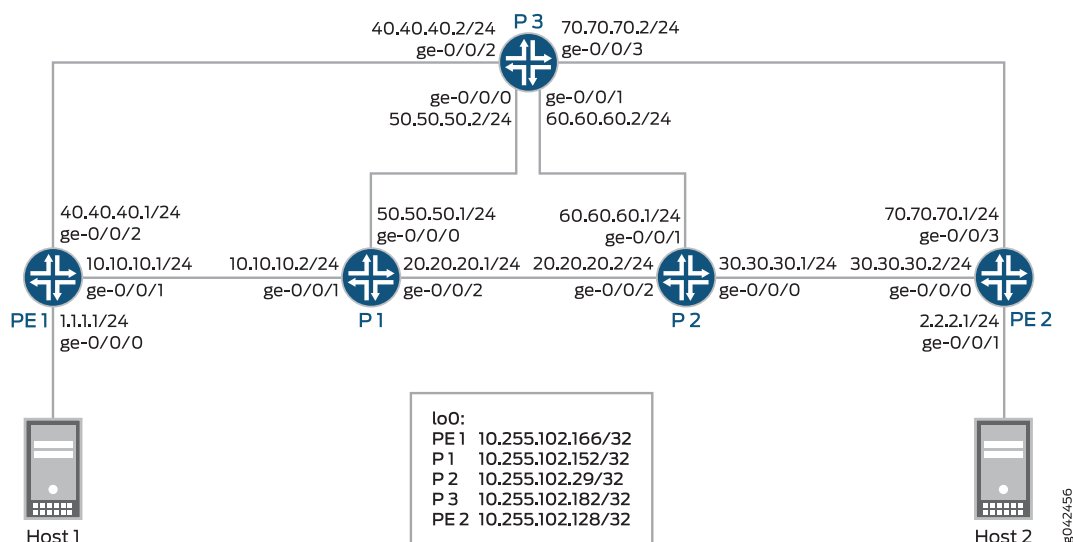 P 3
40.40.40.2/24
ge-0/0/2
70.70.70.2/24
ge-0/0/3
ge-0/0/0
50.50.50.2/24
ge-0/0/1
60.60.60.2/24
40.40.40.1/24
ge-0/0/2
50.50.50.1/24
ge-0/0/0
60.60.60.1/24
ge-0/0/1
70.70.70.1/24
ge-0/0/3
10.10.10.1/24
ge-0/0/1
10.10.10.2/24
ge-0/0/1
20.20.20.1/24
ge-0/0/2
20.20.20.2/24
ge-0/0/2
30.30.30.1/24
ge-0/0/0
30.30.30.2/24
ge-0/0/0
PE 1
P 1
P 2
PE 2
1.1.1.1/24
ge-0/0/0
2.2.2.1/24
ge-0/0/1
lo0:
PE 1 10.255.102.166/32
P 1 10.255.102.152/32
P 2 10.255.102.29/32
P 3 10.255.102.182/32
PE 2 10.255.102.128/32
Host 1
Host 2
g042456